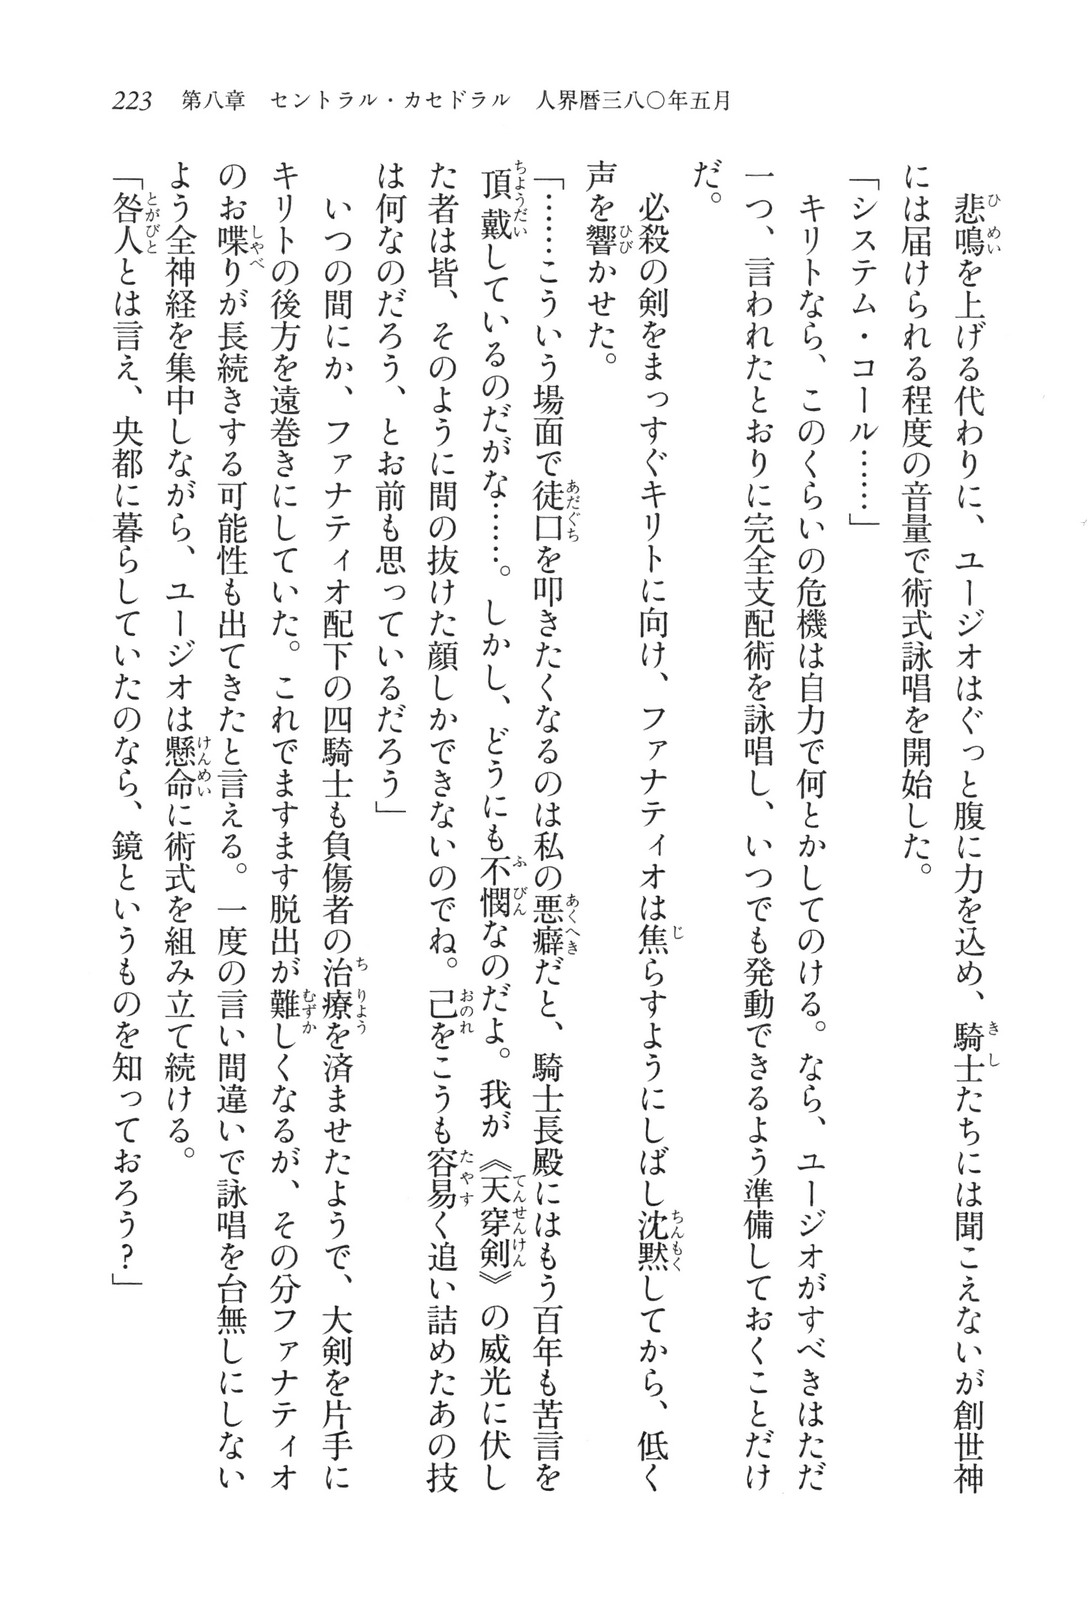 223　第八章　セントラル・カセドラル　人界暦三八〇年五月
　悲鳴を上げる代わりに、ユージオはぐっと腹に力を込め、騎士たちには聞こえないが創世神
には届けられる程度の音量で術式詠唱を開始した。
「システム・コール……」
　キリトなら、このくらいの危機は自力で何とかしてのける。なら、ユージオがすべきはただ
一つ、言われたとおりに完全支配術を詠唱し、いつでも発動できるよう準備しておくことだけ
だ。
　必殺の剣をまっすぐキリトに向け、ファナティオは焦らすようにしばし沈黙してから、低く
声を響かせた。
「……こういう場面で徒口を叩きたくなるのは私の悪癖だと、騎士長殿にはもう百年も苦言を
頂戴しているのだがな……。しかし、どうにも不憫なのだよ。我が《天穿剣》の威光に伏し
た者は皆、そのように間の抜けた顔しかできないのでね。己をこうも容易く追い詰めたあの技
は何なのだろう、とお前も思っているだろう」
　いつの間にか、ファナティオ配下の四騎士も負傷者の治療を済ませたようで、大剣を片手に
キリトの後方を遠巻きにしていた。これでますます脱出が難しくなるが、その分ファナティオ
のお喋りが長続きする可能性も出てきたと言える。一度の言い間違いで詠唱を台無しにしない
よう全神経を集中しながら、ユージオは懸命に術式を組み立て続ける。
「咎人とは言え、央都に暮らしていたのなら、鏡というものを知っておろう？」